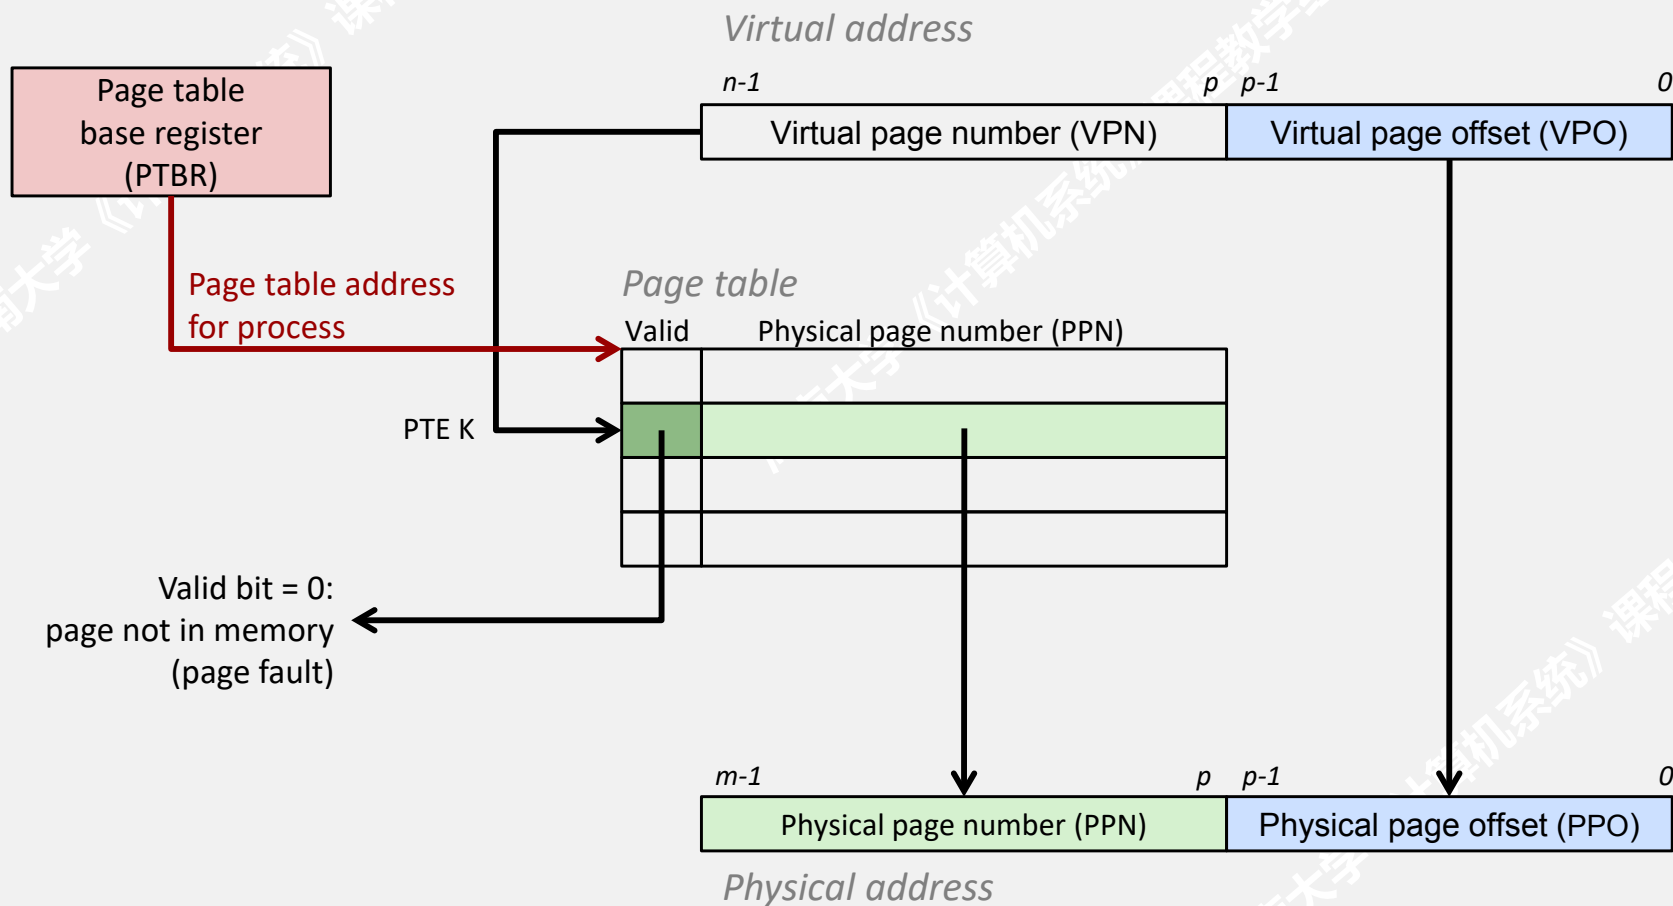 Virtual address
Page table
base register
(PTBR)
n-1 p p-1 0
Virtual page number (VPN) Virtual page offset (VPO)
Page table address
for process
Page table
Valid Physical page number (PPN)
PTE K
Valid bit = 0:
page not in memory
(page fault)
m-1 p p-1 0
Physical page number (PPN) Physical page offset (PPO)
Physical address